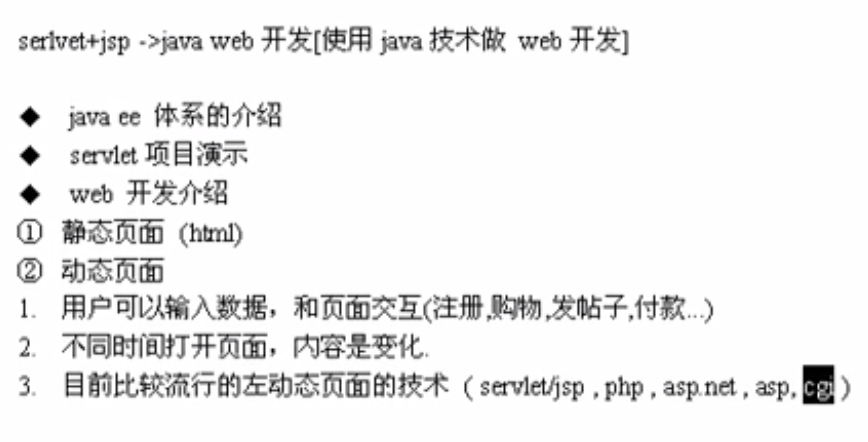 serlvet+jsp ->java web 开发[使用 java 技术做 web 开发]
◆ java ee 体系的介绍
◆ servlet 项目演示
◆ web 开发介绍
① 静态页面 (html)
② 动态页面
1. 用户可以输入数据，和页面交互(注册,购物,发帖子,付款...)
2. 不同时间打开页面，内容是变化.
3. 目前比较流行的左动态页面的技术 ( servlet/jsp , php , asp.net , asp, cgi )